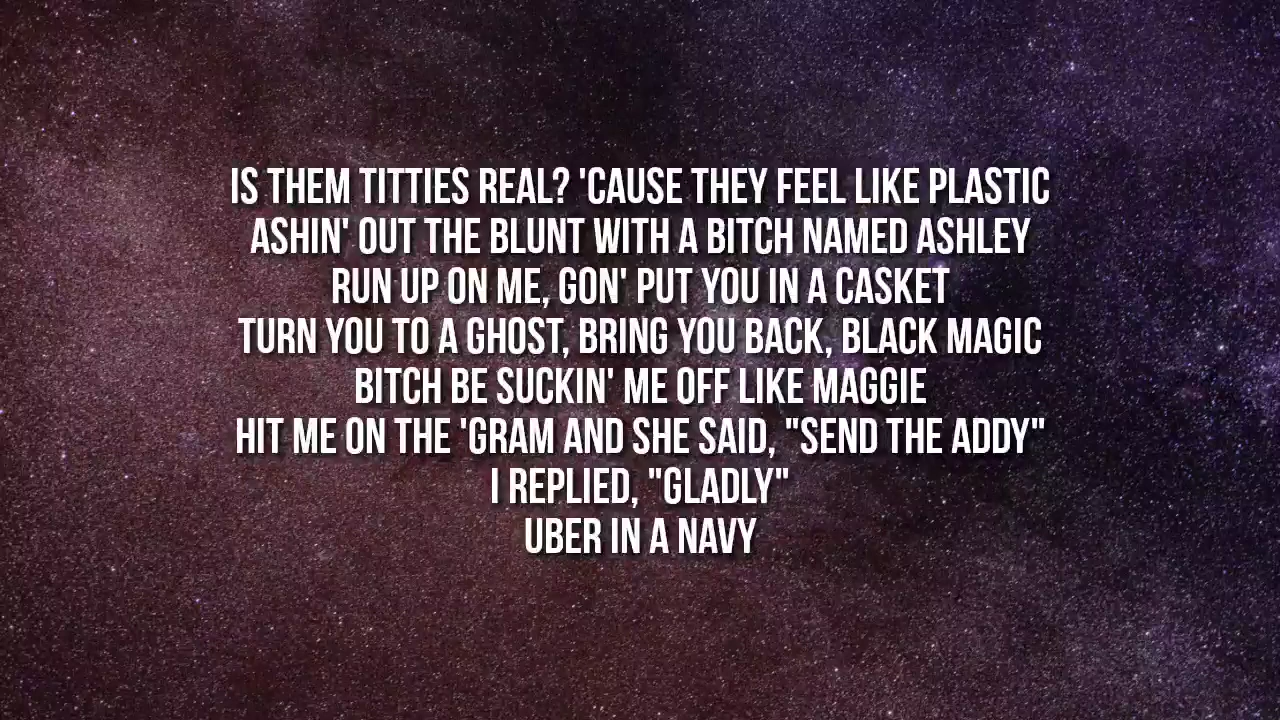 IS THEM TITTIES REAL? 'CAUSE THEY FEEL LIKE PLASTIC
ASHIN' OUT THE BLUNT WITH A BITCH NAMED ASHLEY
RUN UP ON ME, GON' PUT YOU IN A CASKET
TURN YOU TO A GHOST, BRING YOU BACK, BLACK MAGIC
BITCH BE SUCKIN' ME OFF LIKE MAGGIE
HIT ME ON THE 'GRAM AND SHE SAID, "SEND THE ADDY"
I REPLIED, "GLADLY"
UBER IN A NAVY